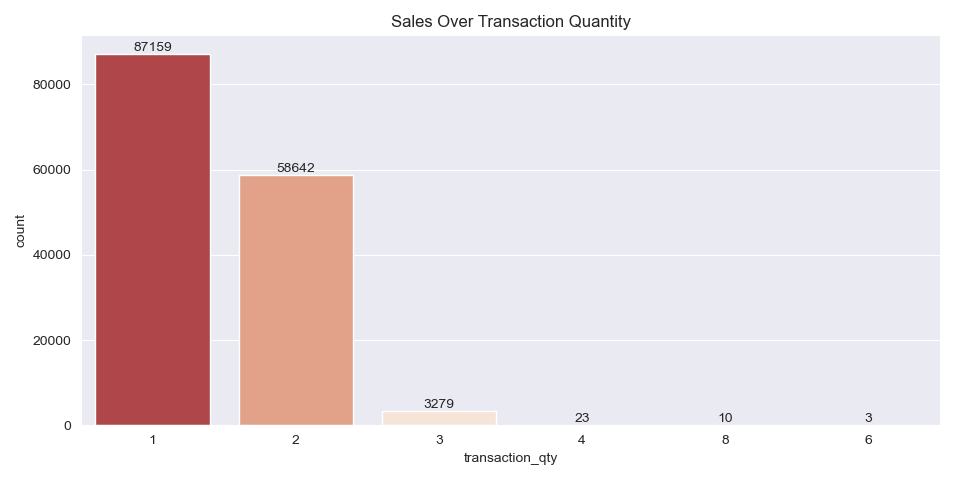 Sales Over Transaction Quantity
87159
80000
58642
60000
count
40000
20000
3279
23
10
3
0
1 2 3 4 8 6
transaction_qty